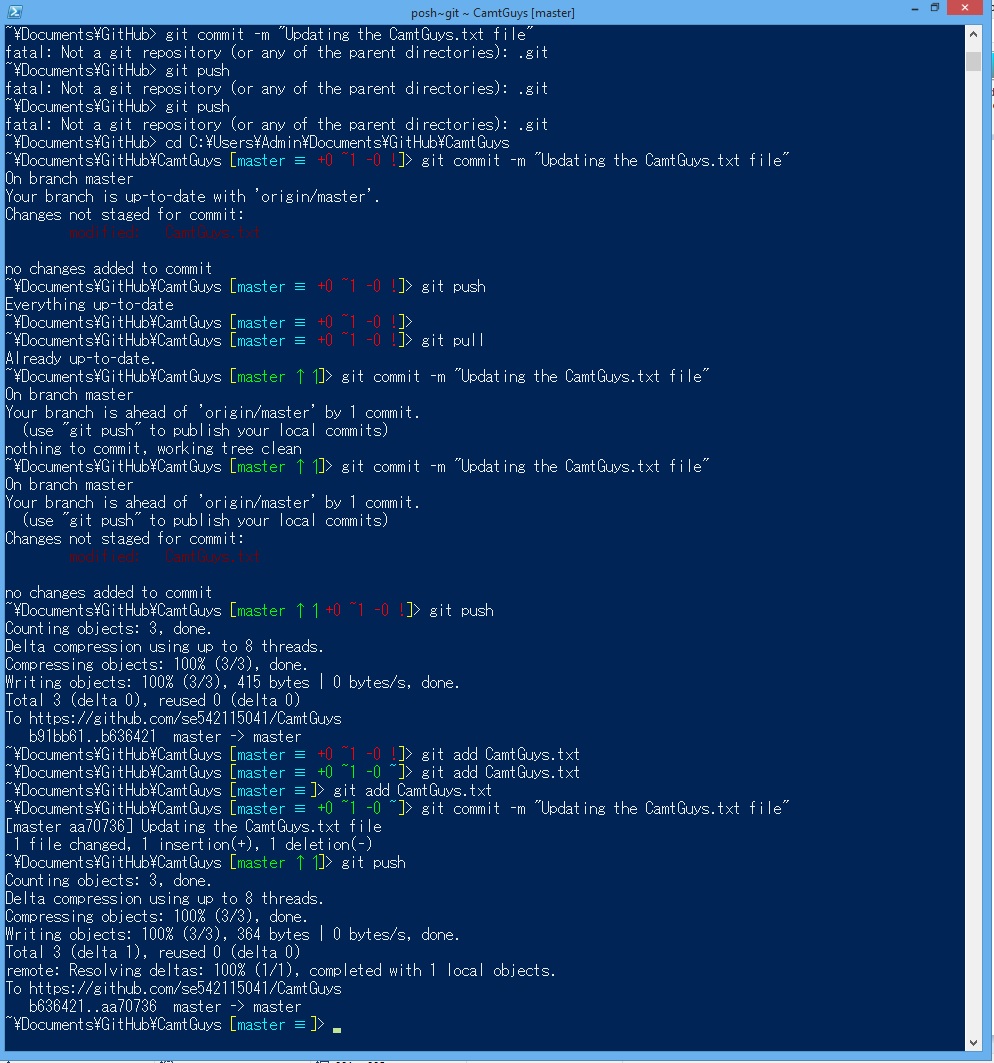 posh~git ~ CamtGuys [master]
~¥Documents¥GitHub> git commit -m "Updating the CamtGuys.txt file"
fatal: Not a git repository (or any of the parent directories): .git
~¥Documents¥GitHub> git push
fatal: Not a git repository (or any of the parent directories): .git
~¥Documents¥GitHub> git push
fatal: Not a git repository (or any of the parent directories): .git
~¥Documents¥GitHub> cd C:¥Users¥Admin¥Documents¥GitHub¥CamtGuys
~¥Documents¥GitHub¥CamtGuys [master ≡ +0 ~1 -0 !]> git commit -m "Updating the CamtGuys.txt file"
On branch master
Your branch is up-to-date with 'origin/master'.
Changes not staged for commit:
modified: CamtGuys.txt
no changes added to commit
~¥Documents¥GitHub¥CamtGuys [master ≡ +0 ~1 -0 !]> git push
Everything up-to-date
~¥Documents¥GitHub¥CamtGuys [master ≡ +0 ~1 -0 !]>
~¥Documents¥GitHub¥CamtGuys [master ≡ +0 ~1 -0 !]> git pull
Already up-to-date.
~¥Documents¥GitHub¥CamtGuys [master ↑ 1]> git commit -m "Updating the CamtGuys.txt file"
On branch master
Your branch is ahead of 'origin/master' by 1 commit.
(use "git push" to publish your local commits)
nothing to commit, working tree clean
~¥Documents¥GitHub¥CamtGuys [master ↑ 1]> git commit -m "Updating the CamtGuys.txt file"
On branch master
Your branch is ahead of 'origin/master' by 1 commit.
(use "git push" to publish your local commits)
Changes not staged for commit:
modified: CamtGuys.txt
no changes added to commit
~¥Documents¥GitHub¥CamtGuys [master ↑ 1 +0 ~1 -0 !]> git push
Counting objects: 3, done.
Delta compression using up to 8 threads.
Compressing objects: 100% (3/3), done.
Writing objects: 100% (3/3), 415 bytes | 0 bytes/s, done.
Total 3 (delta 0), reused 0 (delta 0)
To https://github.com/se542115041/CamtGuys
b91bb61..b636421 master -> master
~¥Documents¥GitHub¥CamtGuys [master ≡ +0 ~1 -0 !]> git add CamtGuys.txt
~¥Documents¥GitHub¥CamtGuys [master ≡ +0 ~1 -0 ~]> git add CamtGuys.txt
~¥Documents¥GitHub¥CamtGuys [master ≡]> git add CamtGuys.txt
~¥Documents¥GitHub¥CamtGuys [master ≡ +0 ~1 -0 ~]> git commit -m "Updating the CamtGuys.txt file"
[master aa70736] Updating the CamtGuys.txt file
1 file changed, 1 insertion(+), 1 deletion(-)
~¥Documents¥GitHub¥CamtGuys [master ↑ 1]> git push
Counting objects: 3, done.
Delta compression using up to 8 threads.
Compressing objects: 100% (3/3), done.
Writing objects: 100% (3/3), 364 bytes | 0 bytes/s, done.
Total 3 (delta 1), reused 0 (delta 0)
remote: Resolving deltas: 100% (1/1), completed with 1 local objects.
To https://github.com/se542115041/CamtGuys
b636421..aa70736 master -> master
~¥Documents¥GitHub¥CamtGuys [master ≡]>